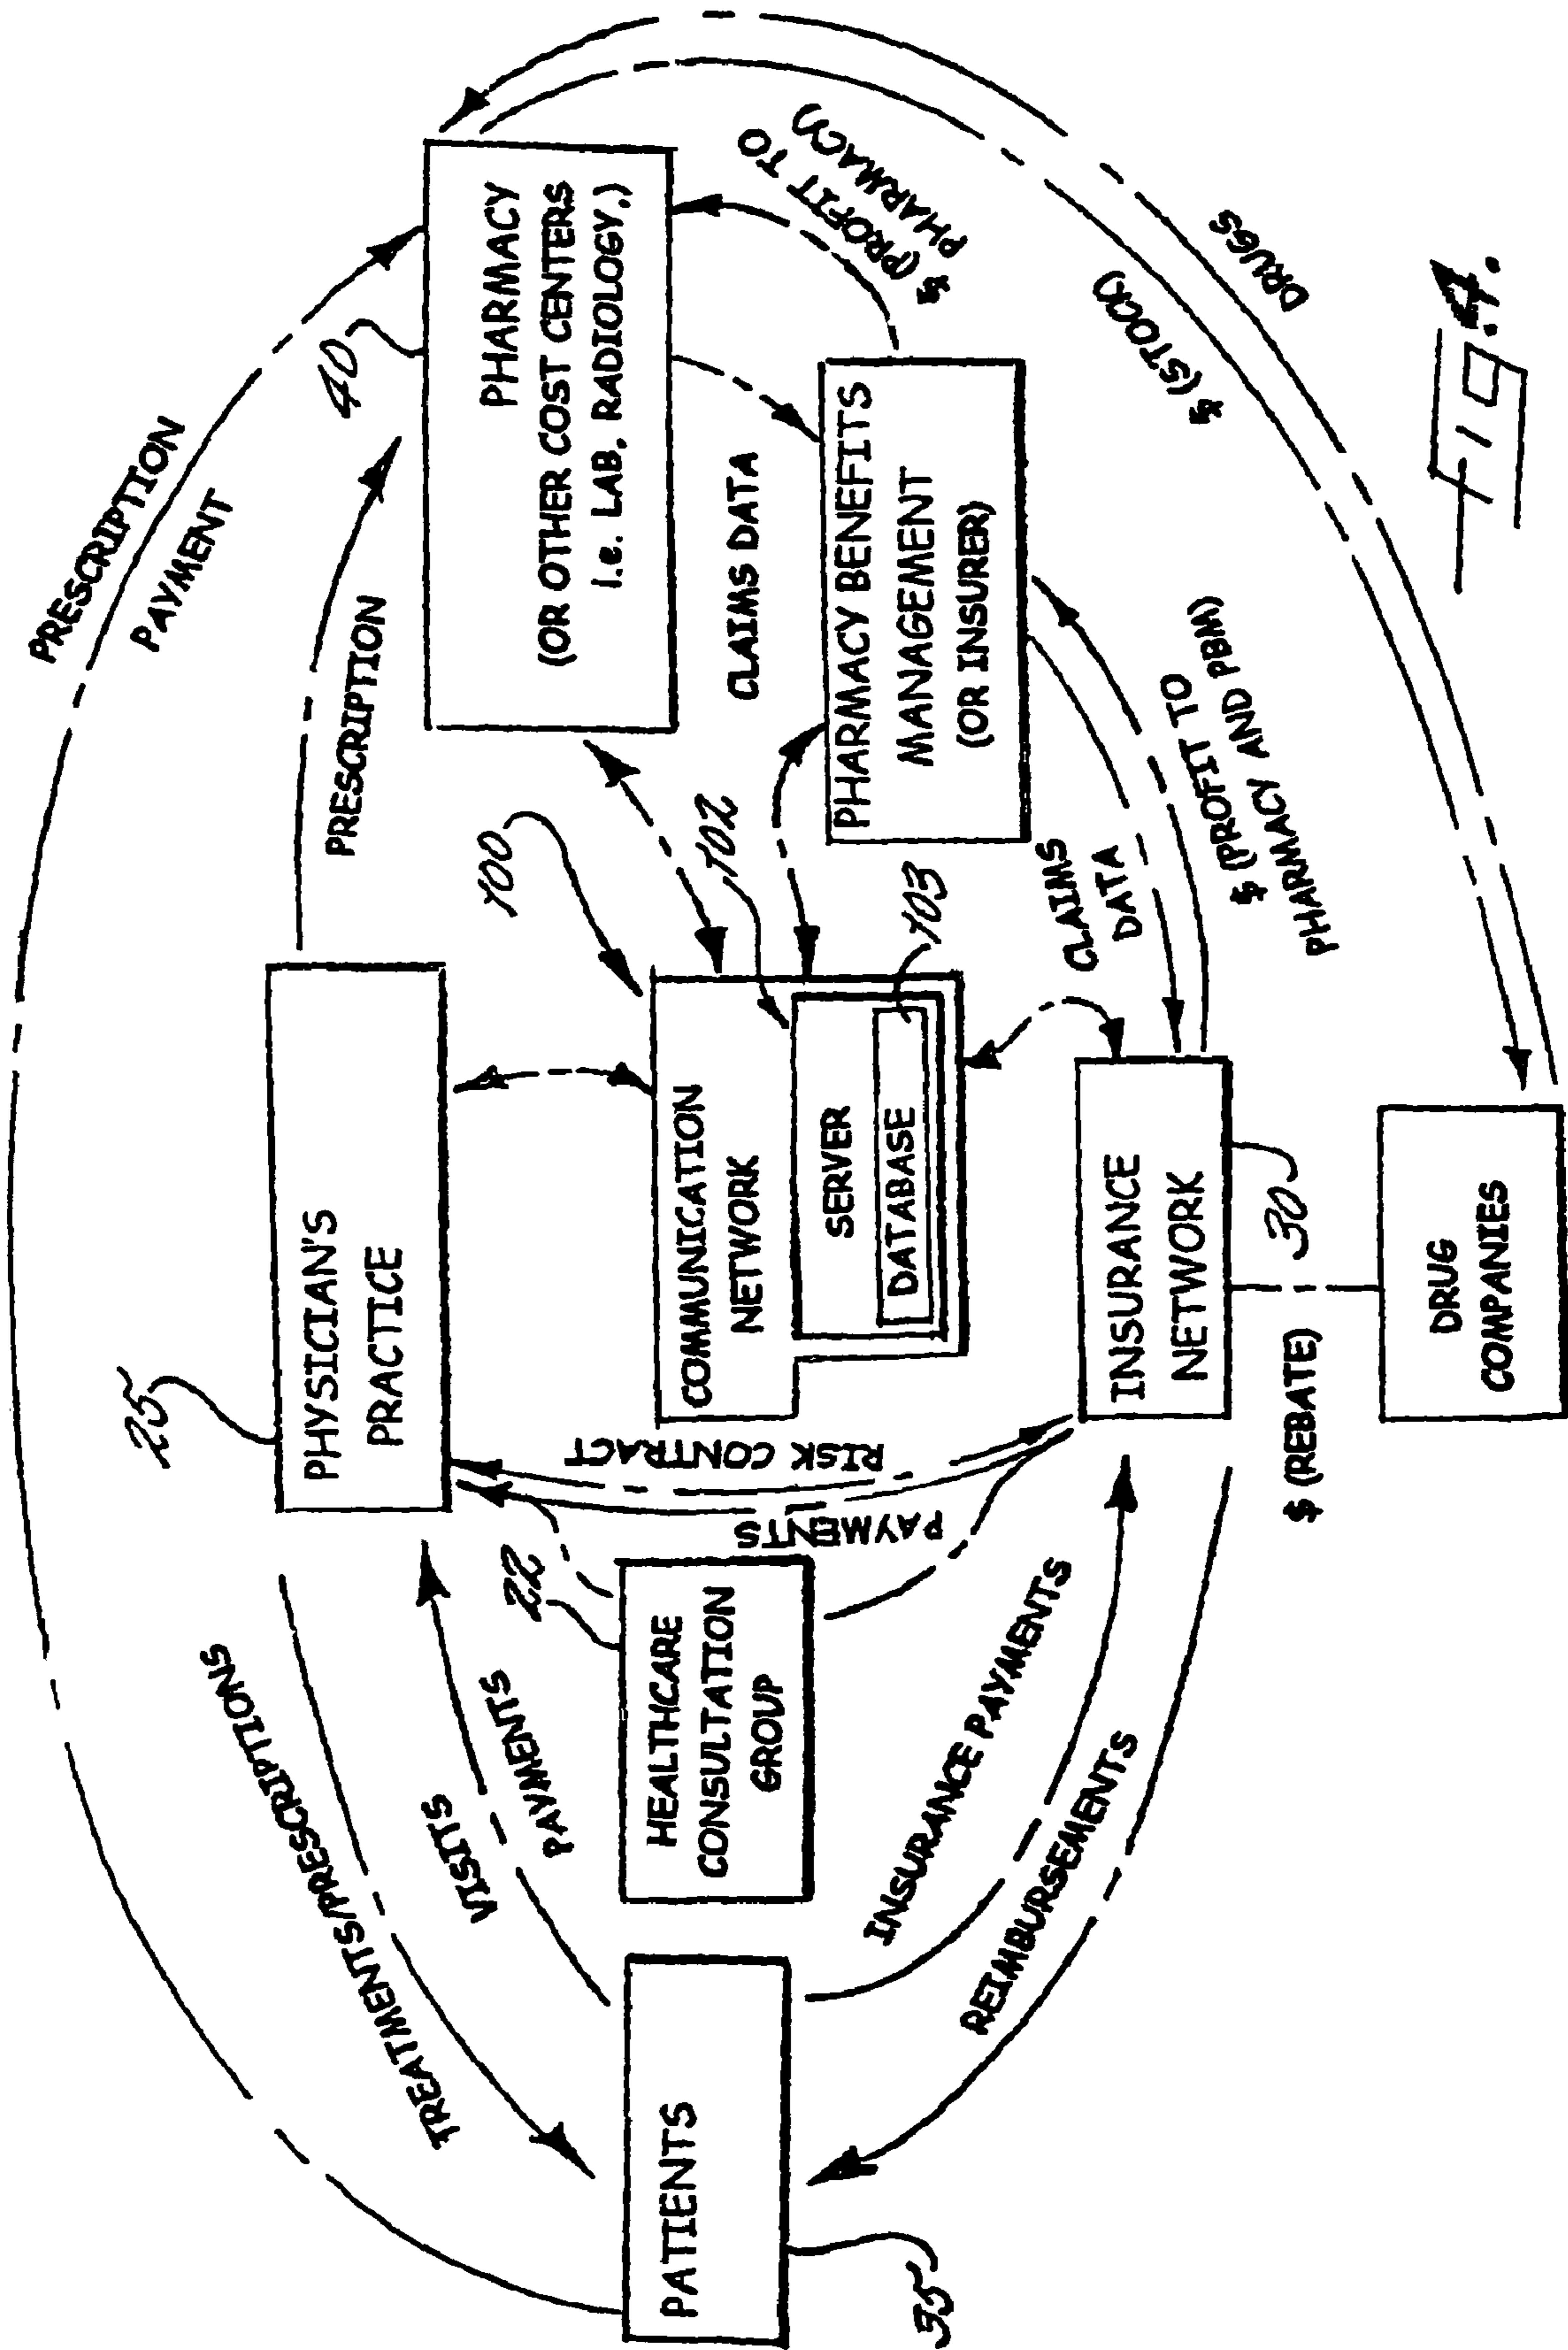 PRESCRIPTION
PAYMENT
PRESCRIPTION
40
25
PHYSICIAN'S
PRACTICE
PHARMACY
(OR OTHER COST CENTERS
i.e. LAB, RADIOLOGY,)
TREATMENTS/PRESCRIPTIONS
VISITS
PAYMENTS
22
100
102
HEALTHCARE
CONSULTATION
GROUP
RISK CONTRACT
PAYMENTS
COMMUNICATION
NETWORK
SERVER
DATABASE
103
CLAIMS DATA
$ (PROFIT TO
PHARMACY)
PATIENTS
35
PHARMACY BENEFITS
MANAGEMENT
(OR INSURER)
INSURANCE PAYMENTS
REIMBURSEMENTS
CLAIMS
DATA
INSURANCE
NETWORK
30
$ (PROFIT TO
PHARMACY AND PBM)
$ (STOCK)
DRUGS
$ (REBATE)
DRUG
COMPANIES
Fig. 4.